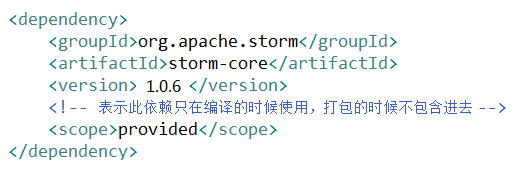 <dependency>
<groupId>org.apache.storm</groupId>
<artifactId>storm-core</artifactId>
<version> 1.0.6 </version>
<!-- 表示此依赖只在编译的时候使用，打包的时候不包含进去 -->
<scope>provided</scope>
</dependency>